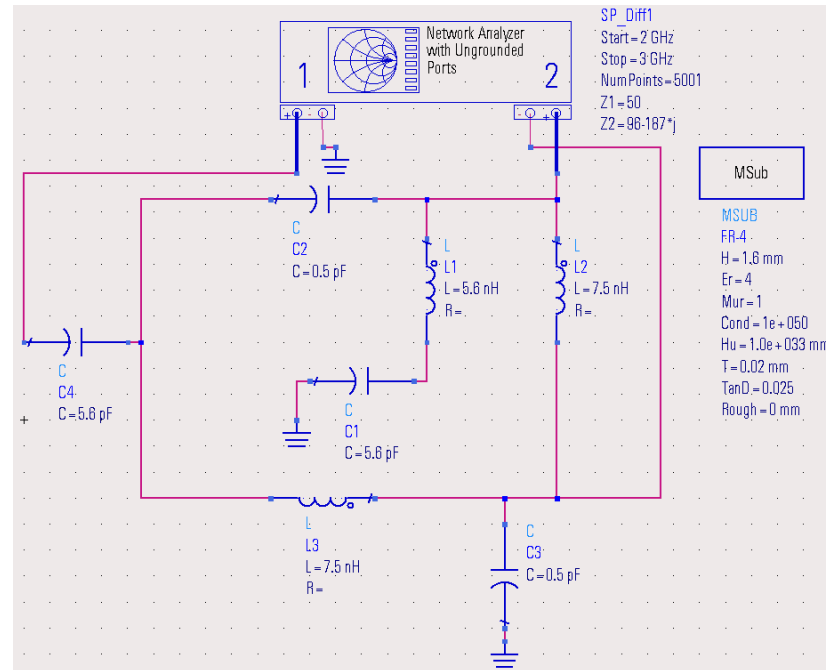 SP_Diff1
Start=2 GHz
Stop=3 GHz
NumPoints=5001
Z1=50
Z2=96-187*j
Network Analyzer
with Ungrounded
Ports
1
2
+
-
-
+
MSub
MSUB
FR-4
H=1.6 mm
Er=4
Mur=1
Cond=1e+050
Hu=1.0e+033 mm
T=0.02 mm
TanD=0.025
Rough=0 mm
C
C2
C=0.5 pF
L
L1
L=5.6 nH
R=
L
L2
L=7.5 nH
R=
C
C4
C=5.6 pF
C
C1
C=5.6 pF
L
L3
L=7.5 nH
R=
C
C3
C=0.5 pF